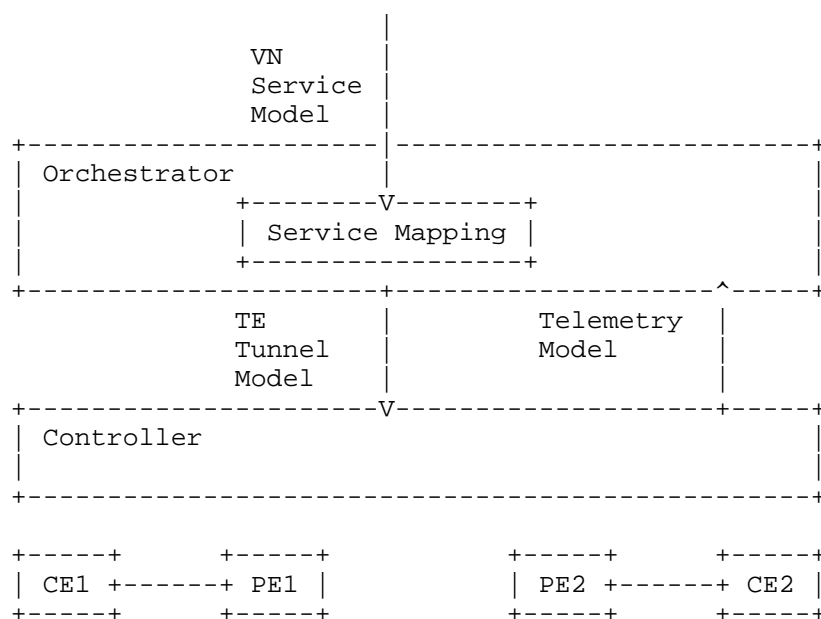 VN
Service
Model
Orchestrator
Service Mapping
TE Telemetry
Tunnel Model
Model
Controller
CE1 PE1 PE2 CE2